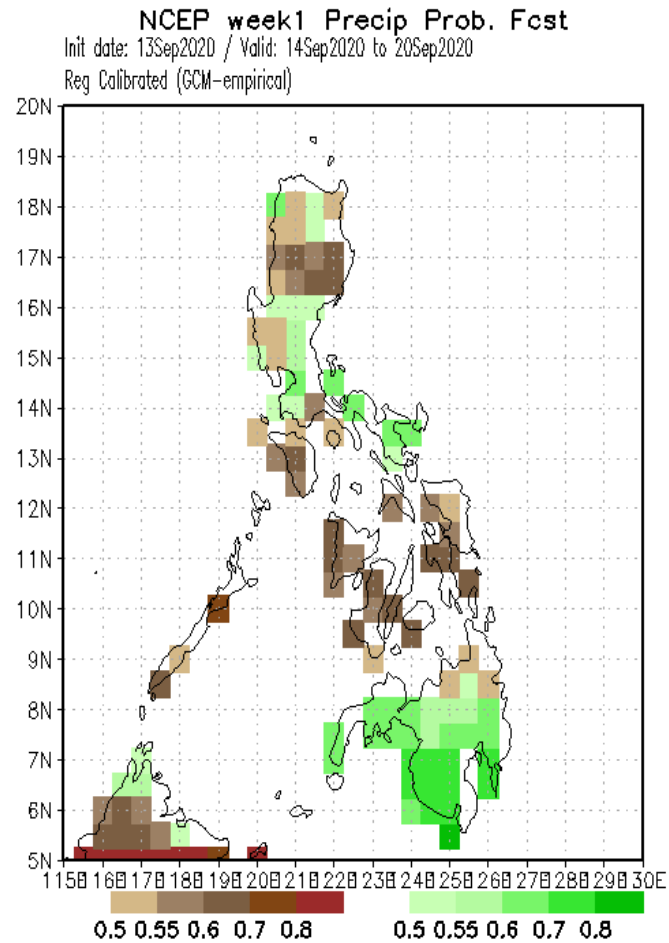 NCEP week1 Precip Prob. Fcst
Init date: 13Sep2020 / Valid: 14Sep2020 to 20Sep2020
Reg Calibrated (GCM-empirical)
20N
19N
18N
17N
16N
15N
14N
13N
12N
11N
10N
9N
8N
7N
6N
5N
0.5 0.55 0.6 0.7 0.8 0.5 0.55 0.6 0.7 0.8